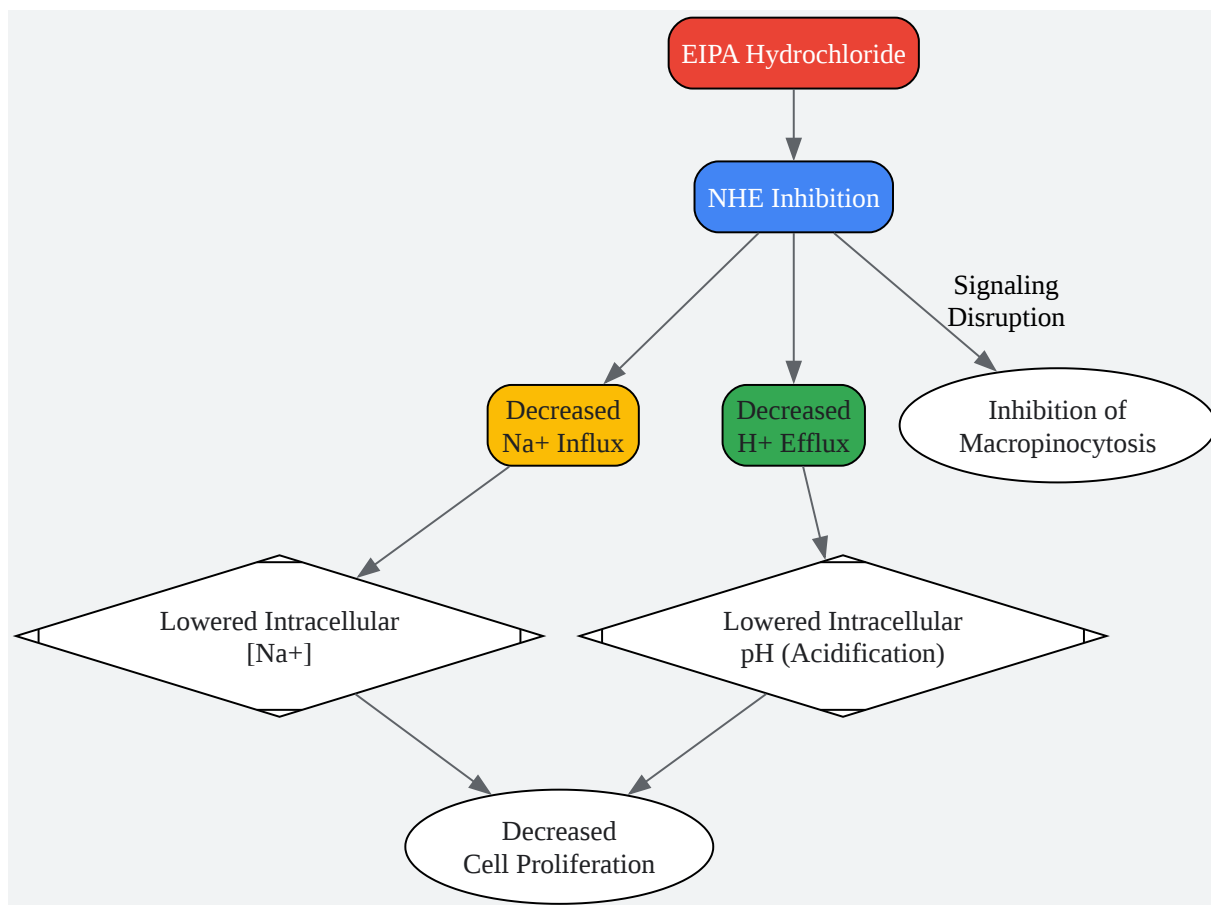 EIPA Hydrochloride
NHE Inhibition
Signaling
Disruption
Decreased
Na+ Influx
Decreased
H+ Efflux
Inhibition of
Macropinocytosis
Lowered Intracellular
[Na+]
Lowered Intracellular
pH (Acidification)
Decreased
Cell Proliferation